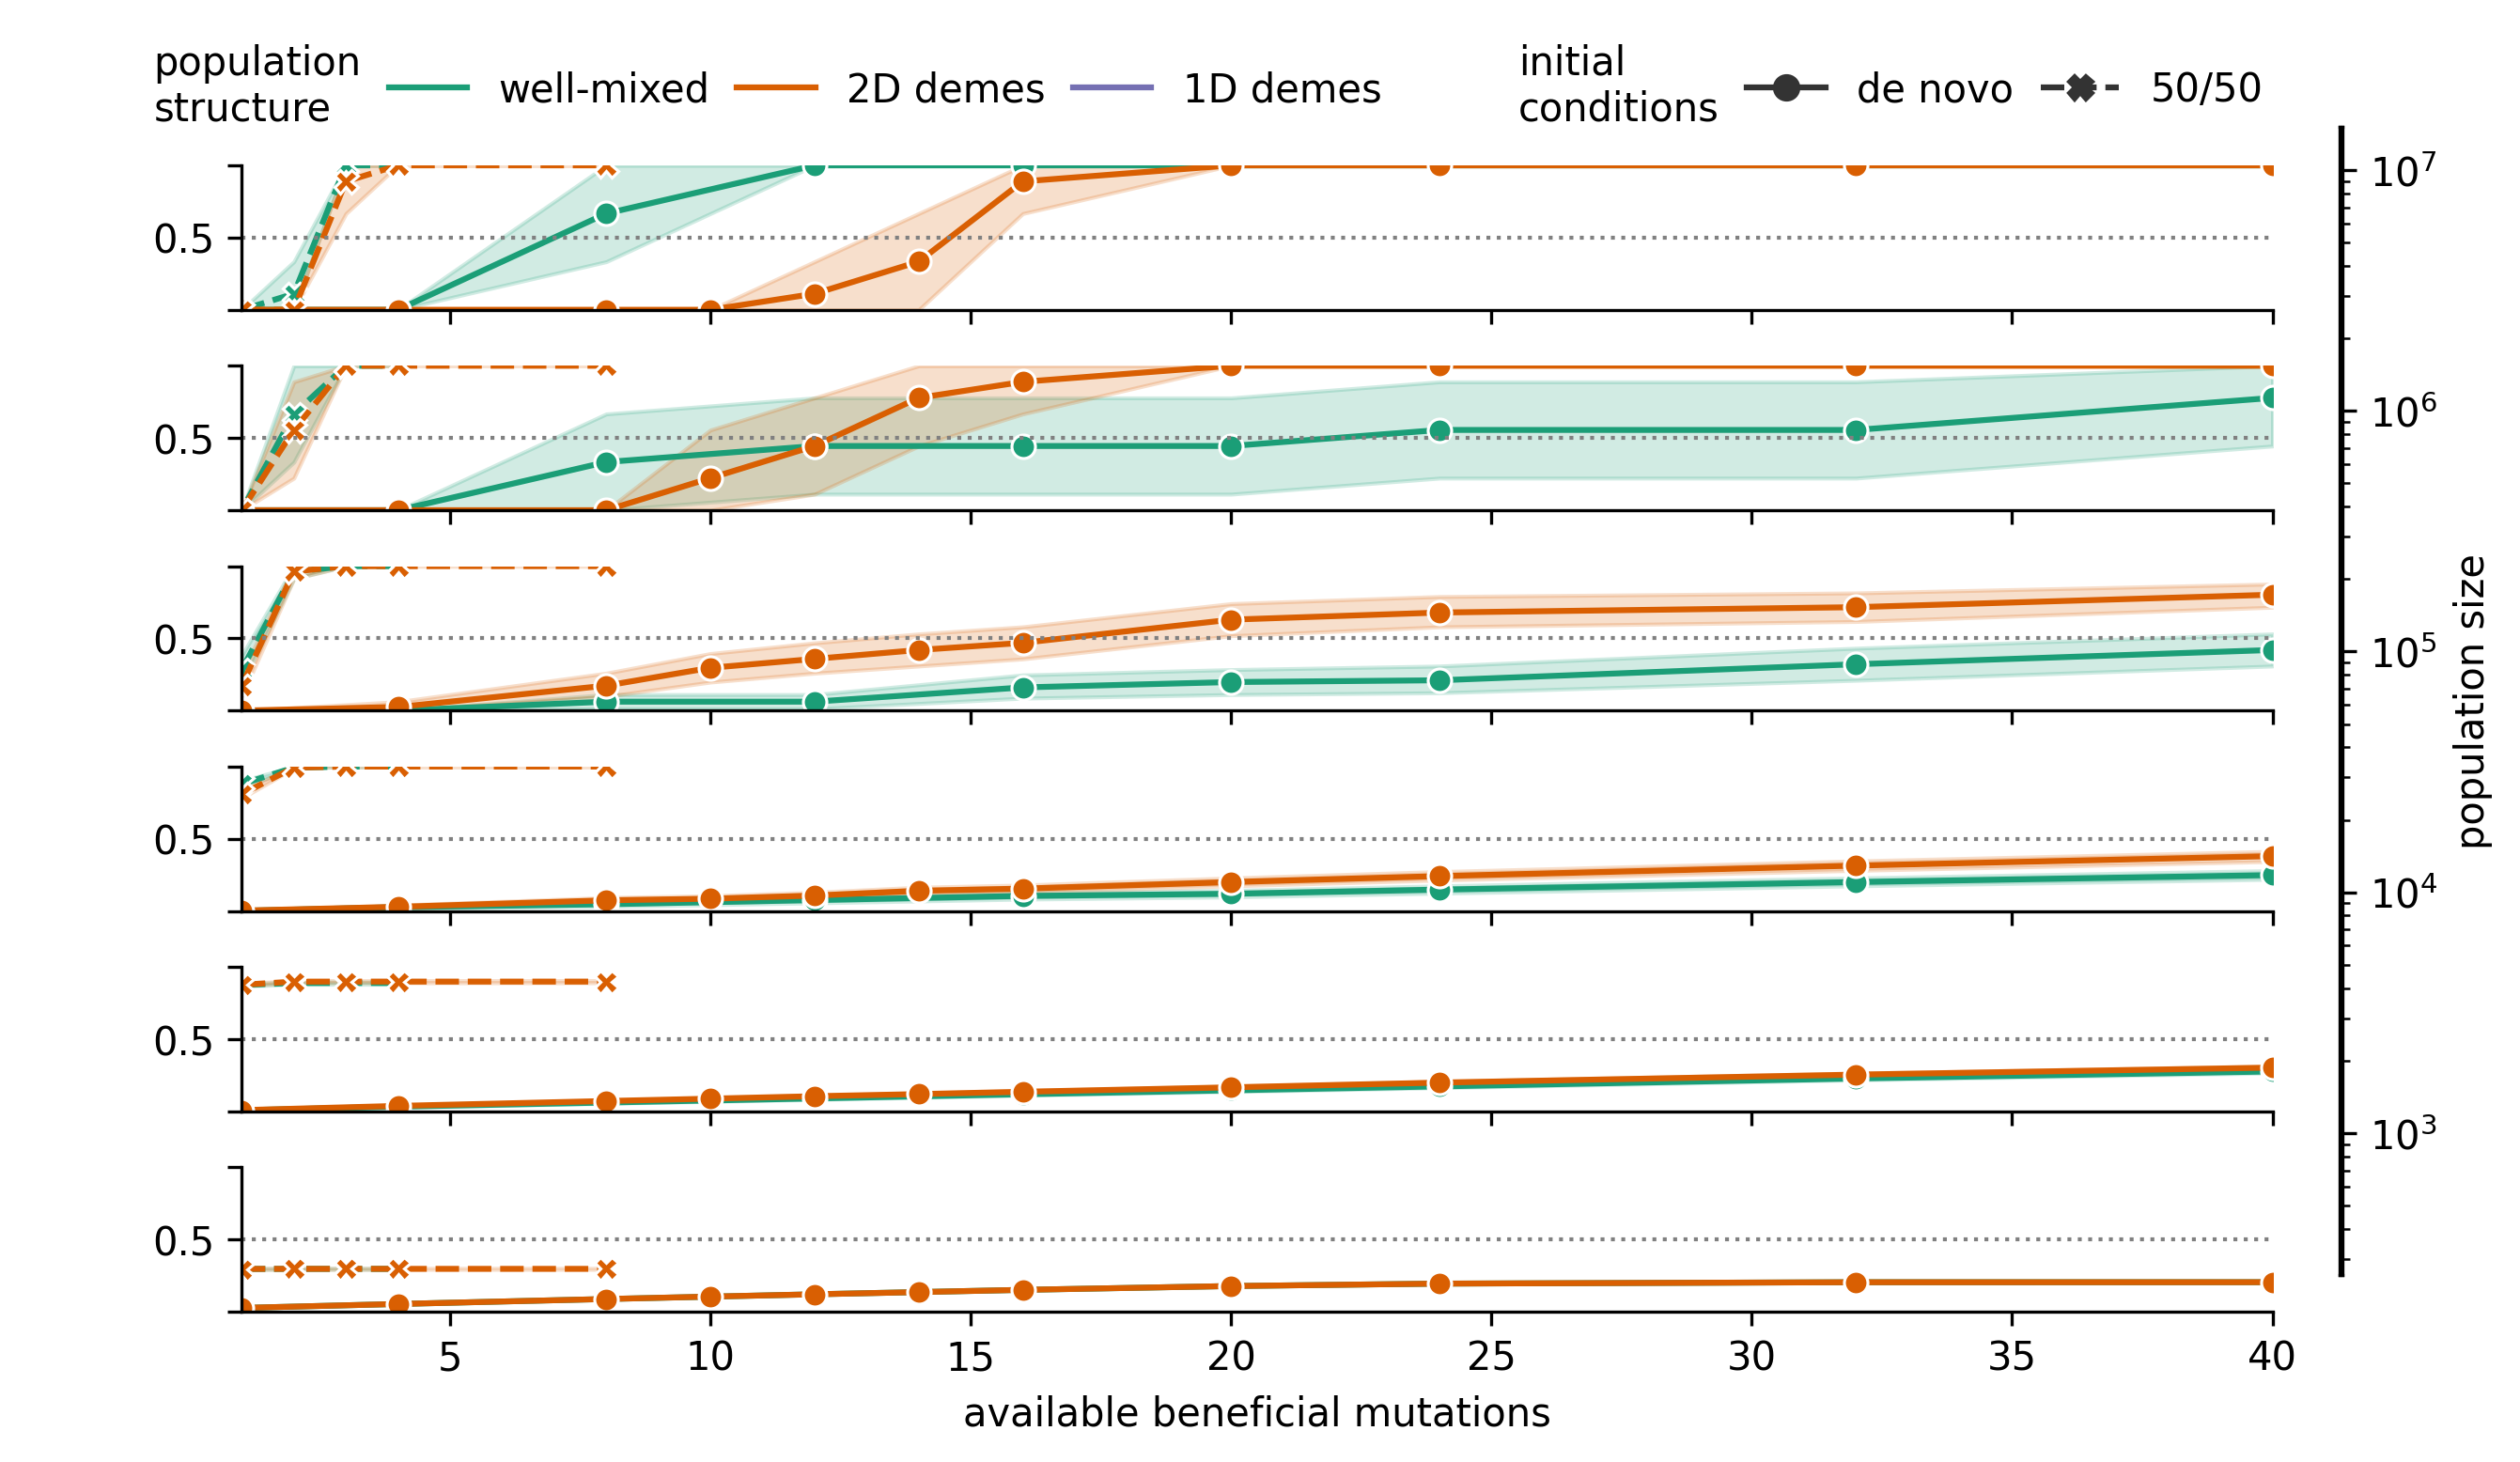 population structure
well-mixed
2D demes
1D demes
initial conditions
de novo
50/50
0.5
0.5
0.5
0.5
0.5
0.5
10⁷
10⁶
10⁵
10⁴
10³
population size
5 10 15 20 25 30 35 40
available beneficial mutations